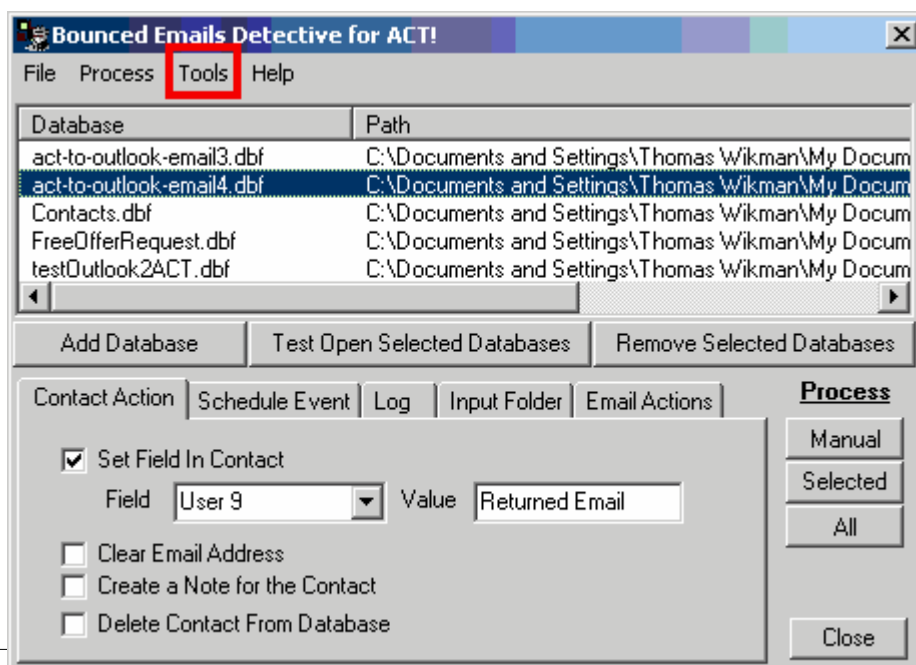 Bounced Emails Detective for ACT!
File Process Tools Help
Database Path
act-to-outlook-email3.dbf C:\Documents and Settings\Thomas Wikman\My Docum
act-to-outlook-email4.dbf C:\Documents and Settings\Thomas Wikman\My Docum
Contacts.dbf C:\Documents and Settings\Thomas Wikman\My Docum
FreeOfferRequest.dbf C:\Documents and Settings\Thomas Wikman\My Docum
testOutlook2ACT.dbf C:\Documents and Settings\Thomas Wikman\My Docum
Add Database Test Open Selected Databases Remove Selected Databases
Contact Action Schedule Event Log Input Folder Email Actions Process
Manual
Set Field In Contact
Selected
Field User 9 Value Returned Email
All
Clear Email Address
Create a Note for the Contact
Delete Contact From Database
Close